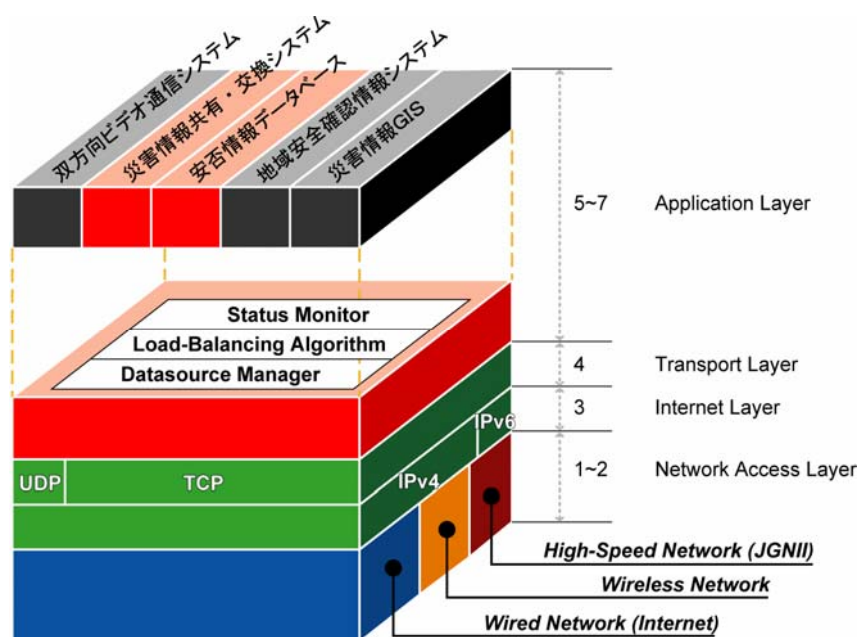 双方向ビデオ通信システム
災害情報共有・交換システム
安否情報データベース
地域安全確認情報システム
災害情報GIS
5~7 Application Layer
Status Monitor
Load-Balancing Algorithm
Datasource Manager
4 Transport Layer
3 Internet Layer
1~2 Network Access Layer
IPv6
UDP TCP
IPv4
High-Speed Network (JGNII)
Wireless Network
Wired Network (Internet)